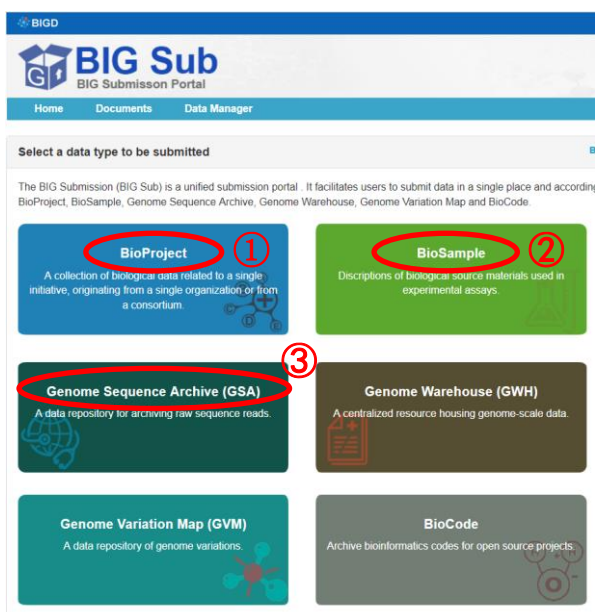 BIGD
BIG Sub
BIG Submisson Portal
Home Documents Data Manager
Select a data type to be submitted
The BIG Submission (BIG Sub) is a unified submission portal . It facilitates users to submit data in a single place and according
BioProject, BioSample, Genome Sequence Archive, Genome Warehouse, Genome Variation Map and BioCode.
BioProject ①
A collection of biological data related to a single
initiative, originating from a single organization or from
a consortium.
BioSample ②
Discriptions of biological source materials used in
experimental assays.
③
Genome Sequence Archive (GSA)
A data repository for archiving raw sequence reads.
Genome Warehouse (GWH)
A centralized resource housing genome-scale data.
Genome Variation Map (GVM)
A data repository of genome variations.
BioCode
Archive bioinformatics codes for open source projects.